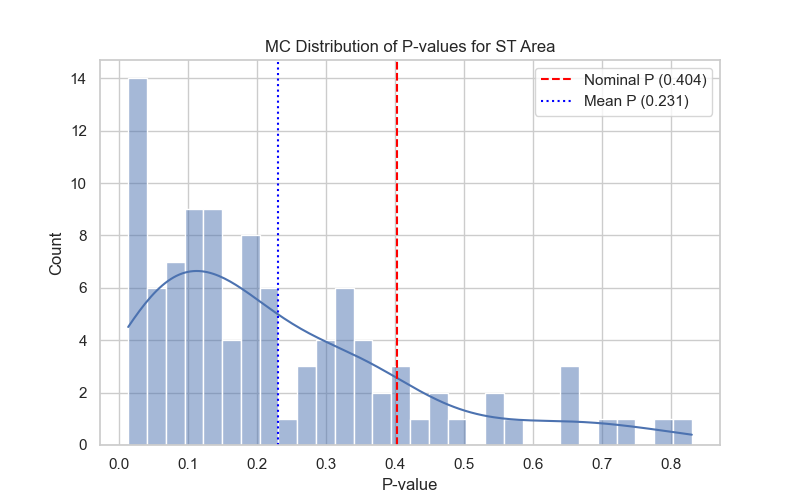 MC Distribution of P-values for ST Area
Nominal P (0.404)
Mean P (0.231)
14
12
10
8
6
4
2
0
Count
0.0 0.1 0.2 0.3 0.4 0.5 0.6 0.7 0.8
P-value